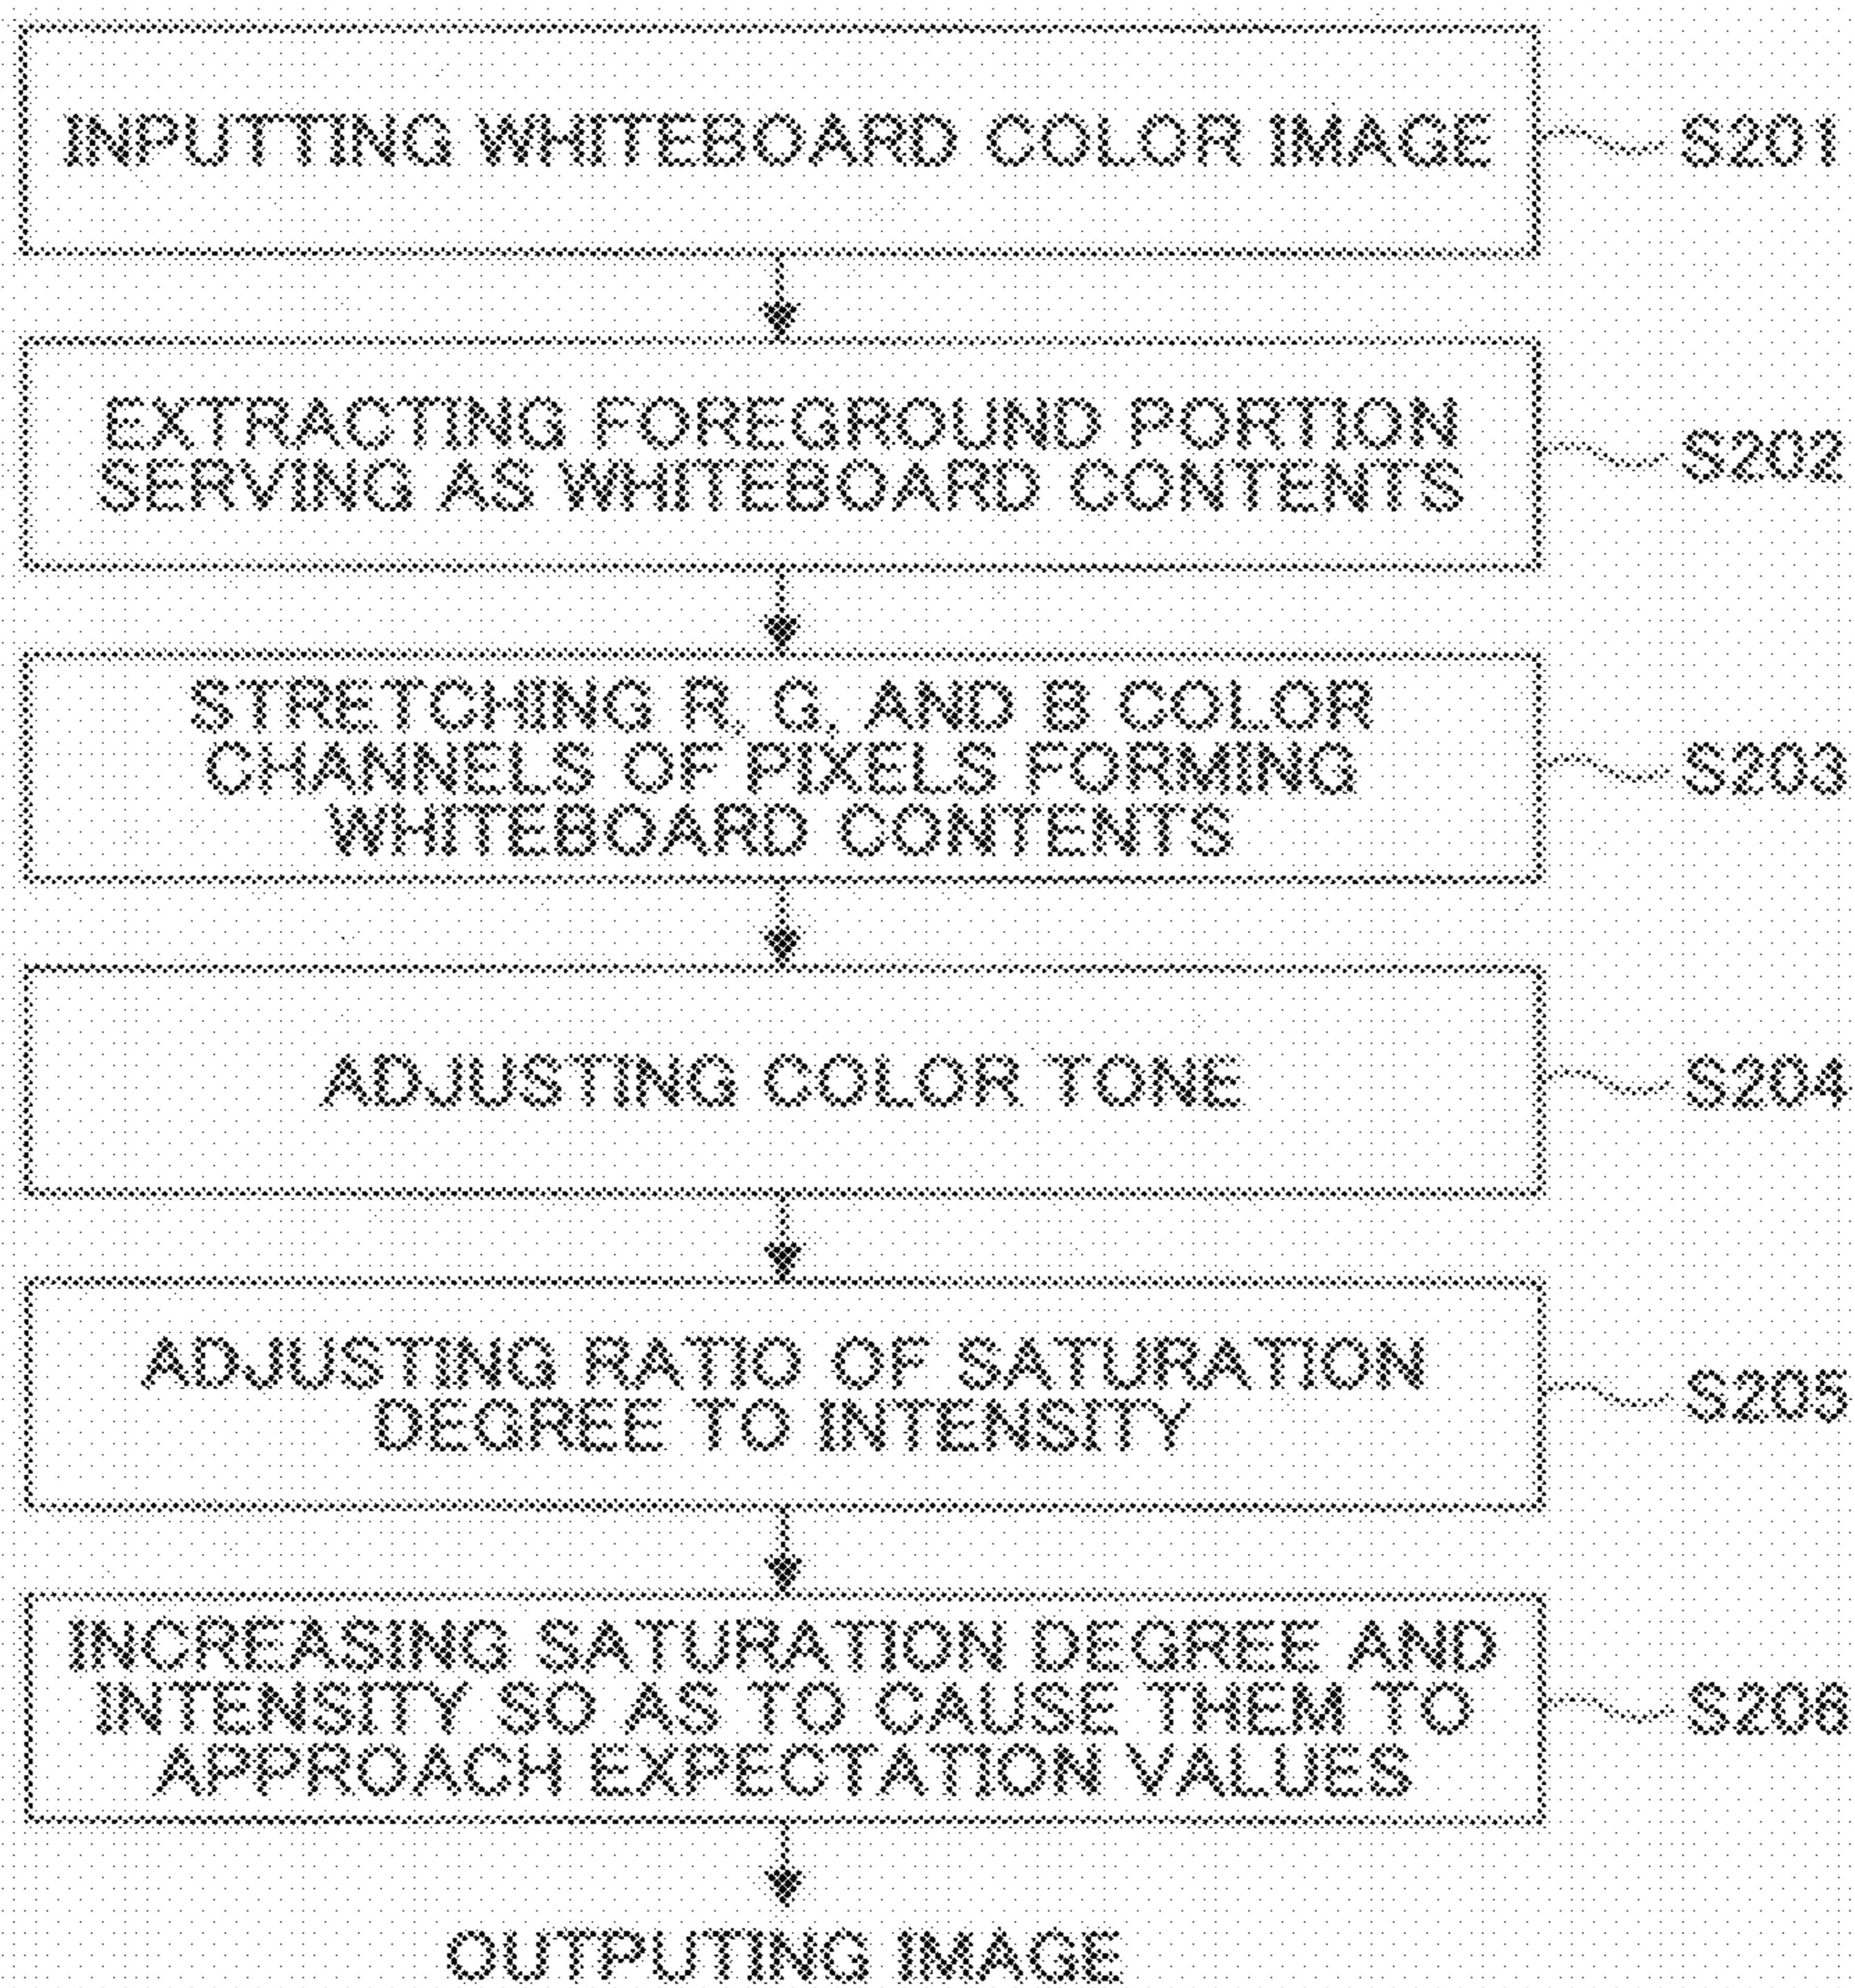 INPUTTING WHITEBOARD COLOR IMAGE
S201
EXTRACTING FOREGROUND PORTION
SERVING AS WHITEBOARD CONTENTS
S202
STRETCHING R, G, AND B COLOR
CHANNELS OF PIXELS FORMING
WHITEBOARD CONTENTS
S203
ADJUSTING COLOR TONE
S204
ADJUSTING RATIO OF SATURATION
DEGREE TO INTENSITY
S205
INCREASING SATURATION DEGREE AND
INTENSITY SO AS TO CAUSE THEM TO
APPROACH EXPECTATION VALUES
S206
OUTPUTING IMAGE